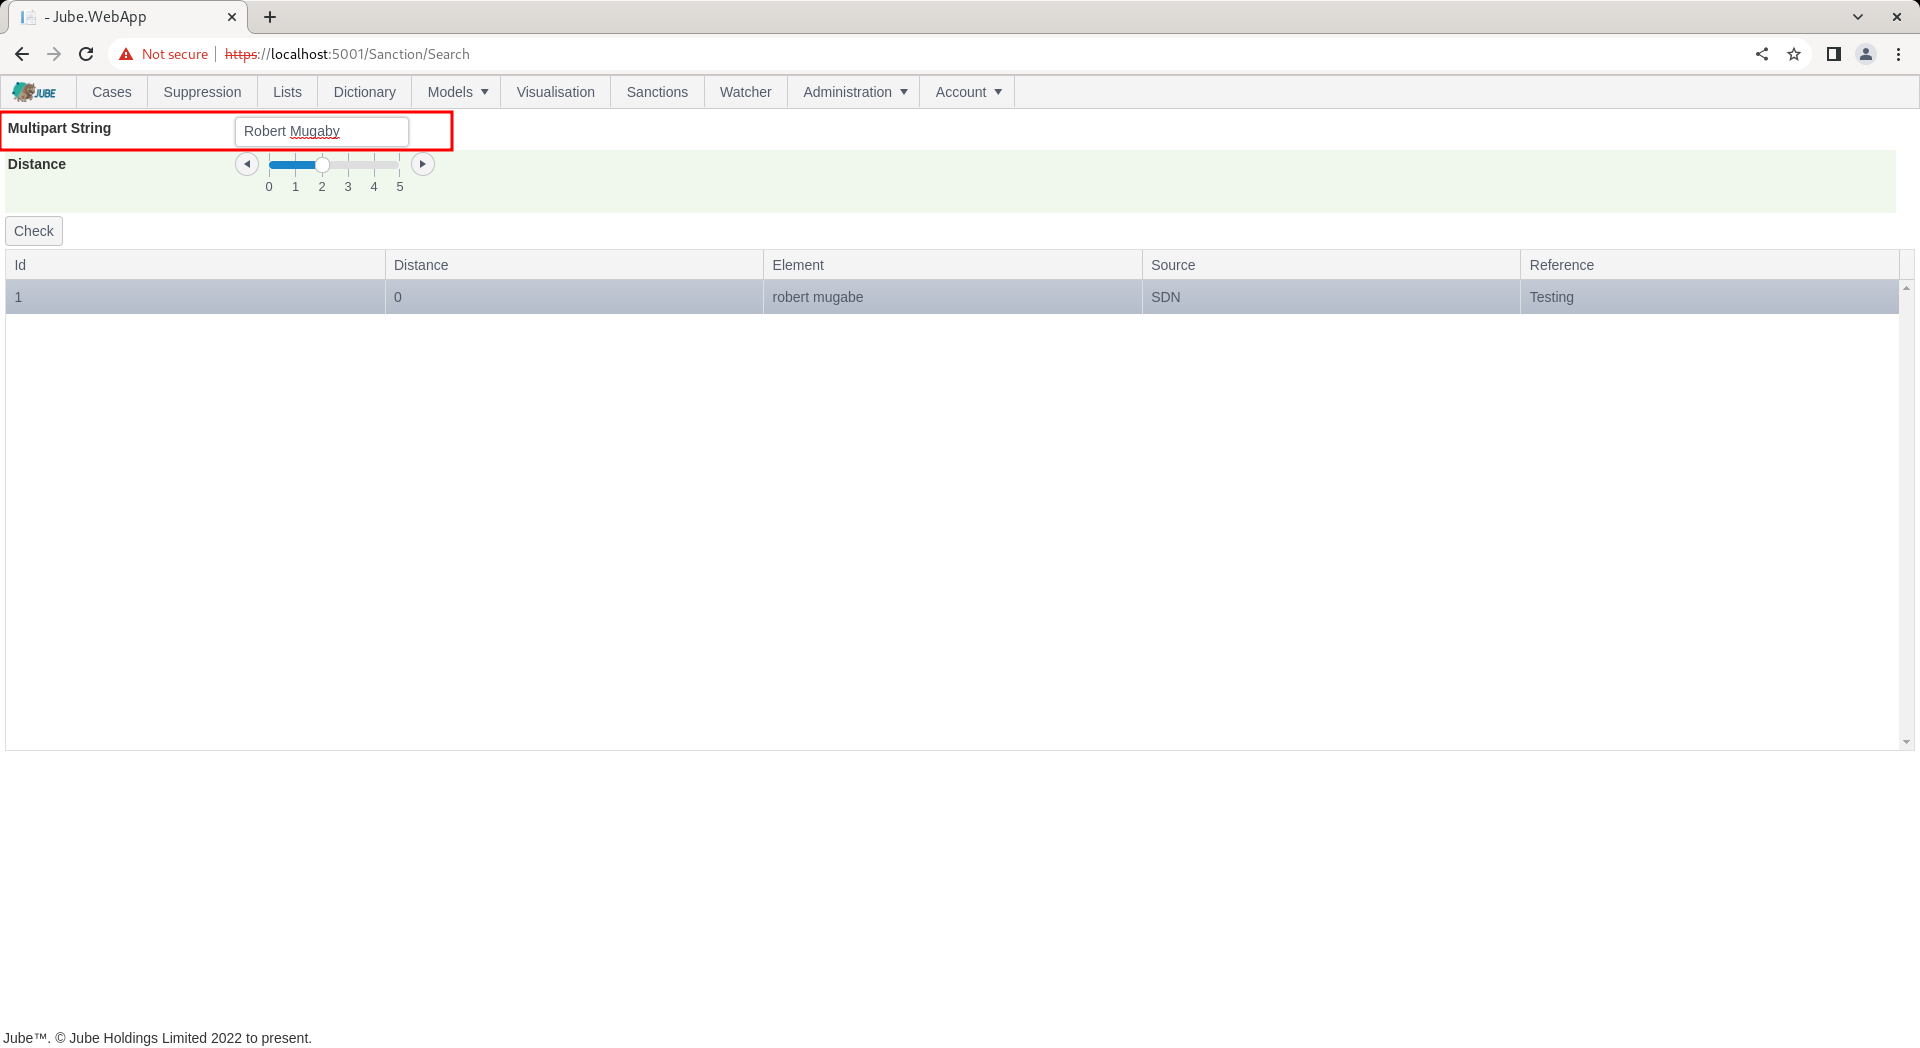 - Jube.WebApp
Not secure https://localhost:5001/Sanction/Search
JUBE Cases Suppression Lists Dictionary Models Visualisation Sanctions Watcher Administration Account
Multipart String Robert Mugaby
Distance
0 1 2 3 4 5
Check
Id Distance Element Source Reference
1 0 robert mugabe SDN Testing
Jube™. © Jube Holdings Limited 2022 to present.